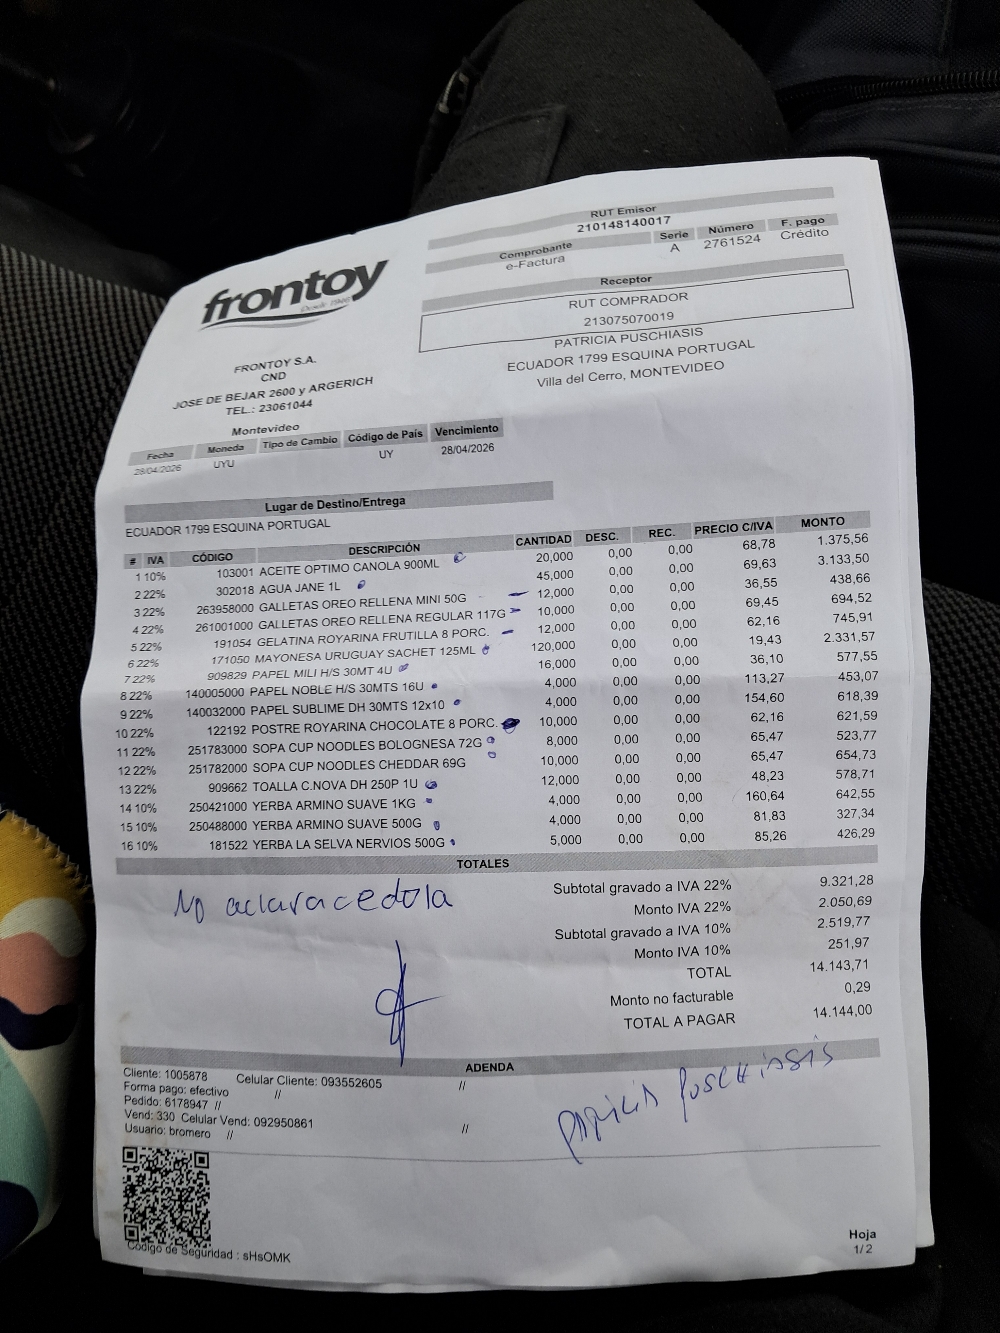 RUT Emisor
210148140017
Comprobante Serie Número F. pago
e-Factura A 2761524 Crédito
frontoy
Desde 1966
Receptor
RUT COMPRADOR
213075070019
PATRICIA PUSCHIASIS
ECUADOR 1799 ESQUINA PORTUGAL
Villa del Cerro, MONTEVIDEO
FRONTOY S.A.
CND
JOSE DE BEJAR 2600 y ARGERICH
TEL.: 23061044
Montevideo
Fecha Moneda Tipo de Cambio Código de País Vencimiento
28/04/2026 UYU UY 28/04/2026
Lugar de Destino/Entrega
ECUADOR 1799 ESQUINA PORTUGAL
# IVA CÓDIGO DESCRIPCIÓN CANTIDAD DESC. REC. PRECIO C/IVA MONTO
1 10% 103001 ACEITE OPTIMO CANOLA 900ML 20,000 0,00 0,00 68,78 1.375,56
2 22% 302018 AGUA JANE 1L 45,000 0,00 0,00 69,63 3.133,50
3 22% 263958000 GALLETAS OREO RELLENA MINI 50G 12,000 0,00 0,00 36,55 438,66
4 22% 261001000 GALLETAS OREO RELLENA REGULAR 117G 10,000 0,00 0,00 69,45 694,52
5 22% 191054 GELATINA ROYARINA FRUTILLA 8 PORC. 12,000 0,00 0,00 62,16 745,91
6 22% 171050 MAYONESA URUGUAY SACHET 125ML 120,000 0,00 0,00 19,43 2.331,57
7 22% 909829 PAPEL MILI H/S 30MT 4U 16,000 0,00 0,00 36,10 577,55
8 22% 140005000 PAPEL NOBLE H/S 30MTS 16U 4,000 0,00 0,00 113,27 453,07
9 22% 140032000 PAPEL SUBLIME DH 30MTS 12x10 4,000 0,00 0,00 154,60 618,39
10 22% 122192 POSTRE ROYARINA CHOCOLATE 8 PORC. 10,000 0,00 0,00 62,16 621,59
11 22% 251783000 SOPA CUP NOODLES BOLOGNESA 72G 8,000 0,00 0,00 65,47 523,77
12 22% 251782000 SOPA CUP NOODLES CHEDDAR 69G 10,000 0,00 0,00 65,47 654,73
13 22% 909662 TOALLA C.NOVA DH 250P 1U 12,000 0,00 0,00 48,23 578,71
14 10% 250421000 YERBA ARMINO SUAVE 1KG 4,000 0,00 0,00 160,64 642,55
15 10% 250488000 YERBA ARMINO SUAVE 500G 4,000 0,00 0,00 81,83 327,34
16 10% 181522 YERBA LA SELVA NERVIOS 500G 5,000 0,00 0,00 85,26 426,29
TOTALES
No aclara cedula
Subtotal gravado a IVA 22% 9.321,28
Monto IVA 22% 2.050,69
Subtotal gravado a IVA 10% 2.519,77
Monto IVA 10% 251,97
TOTAL 14.143,71
Monto no facturable 0,29
TOTAL A PAGAR 14.144,00
ADENDA
Cliente: 1005878 Celular Cliente: 093552605 //
Forma pago: efectivo //
Pedido: 6178947 //
Vend: 330 Celular Vend: 092950861 //
Usuario: bromero //
PATRICIA PUSCHIASIS
Código de Seguridad : sHsOMK
Hoja
1/2